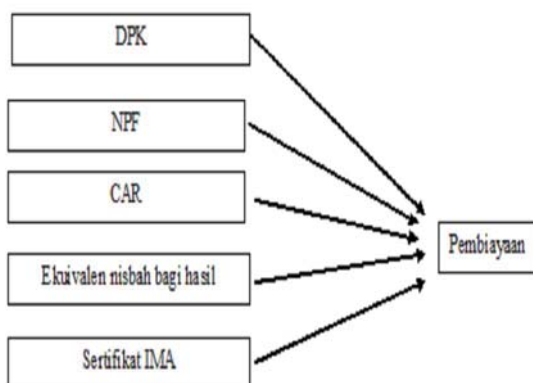 DPK
NPF
CAR
Ekuivalen nisbah bagi hasil
Pembiayaan
Sertifikat IMA